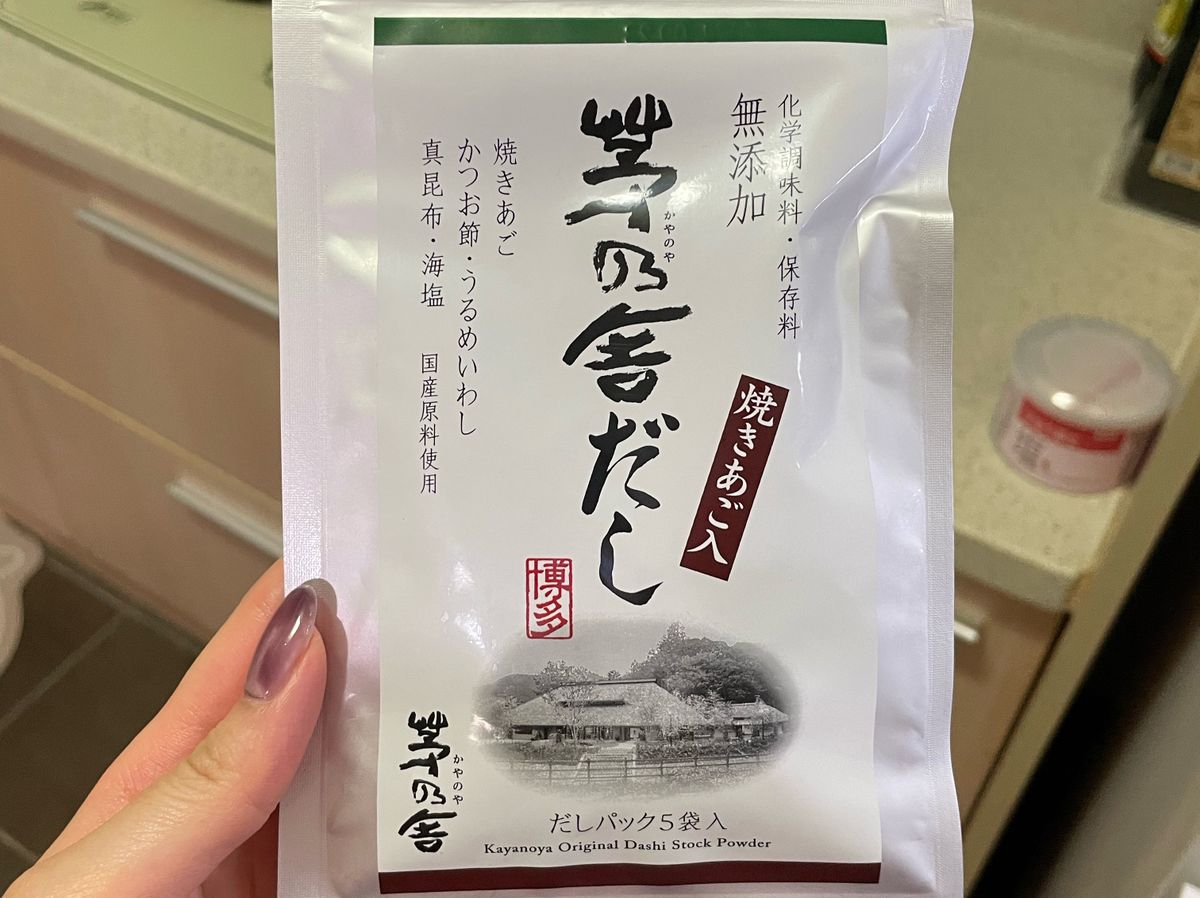 化学調味料・保存料
無添加
茅乃舎だし
かやのや
焼きあご入
焼きあご
かつお節・うるめいわし
真昆布・海塩 国産原料使用
博多
茅乃舎
かやのや
だしパック5袋入
Kayanoya Original Dashi Stock Powder